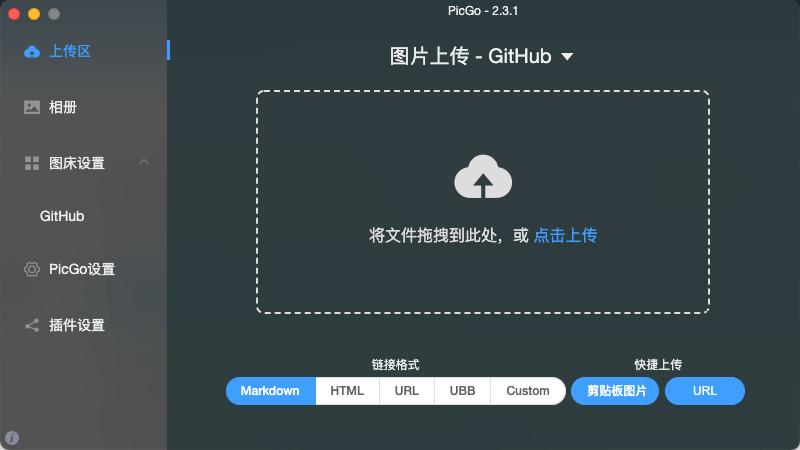 PicGo - 2.3.1
上传区
相册
图床设置
GitHub
PicGo设置
插件设置
图片上传 - GitHub
将文件拖拽到此处，或 点击上传
链接格式
Markdown HTML URL UBB Custom
快捷上传
剪贴板图片 URL